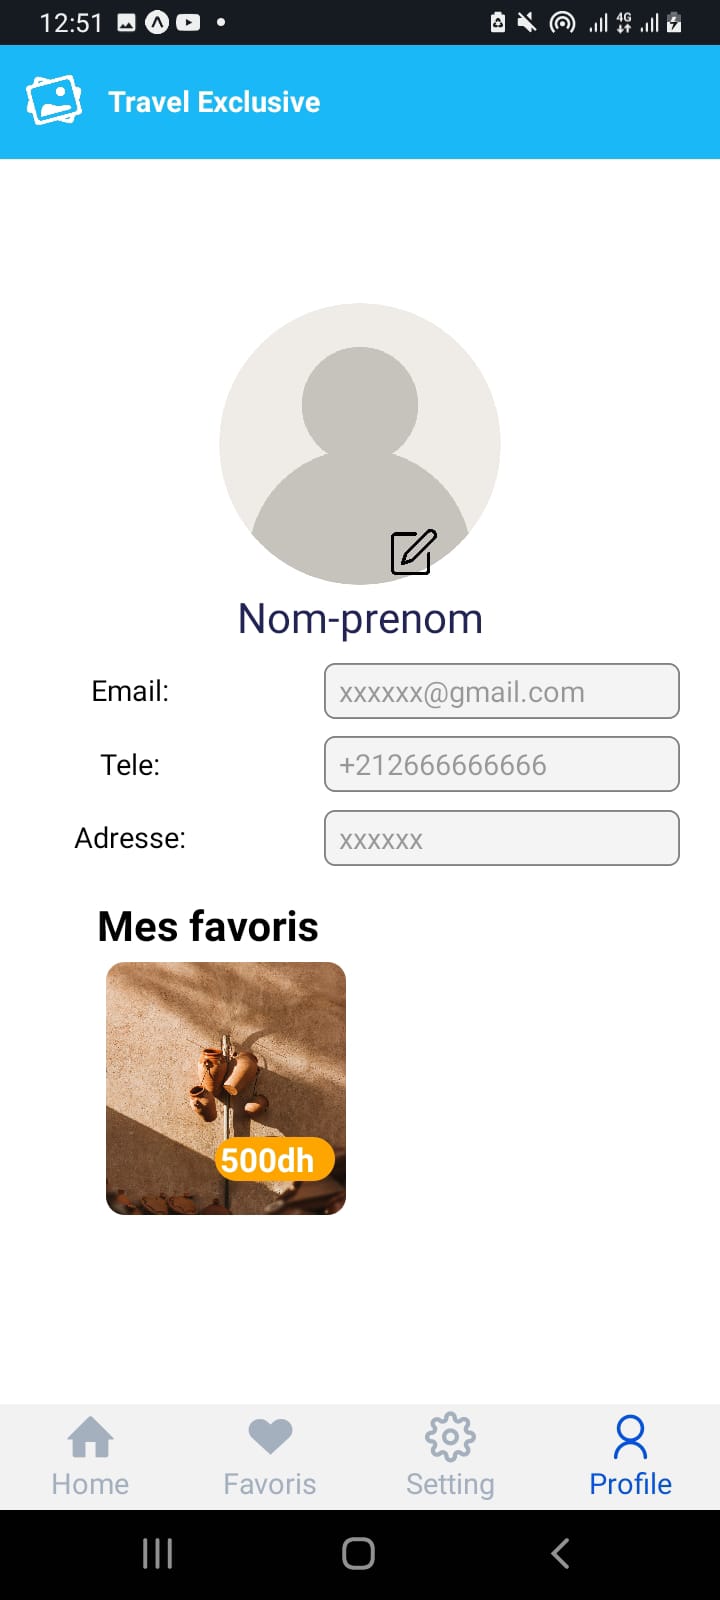 12:51
4G
Travel Exclusive
Nom-prenom
Email: xxxxxx@gmail.com
Tele: +212666666666
Adresse: xxxxxx
Mes favoris
500dh
Home Favoris Setting Profile